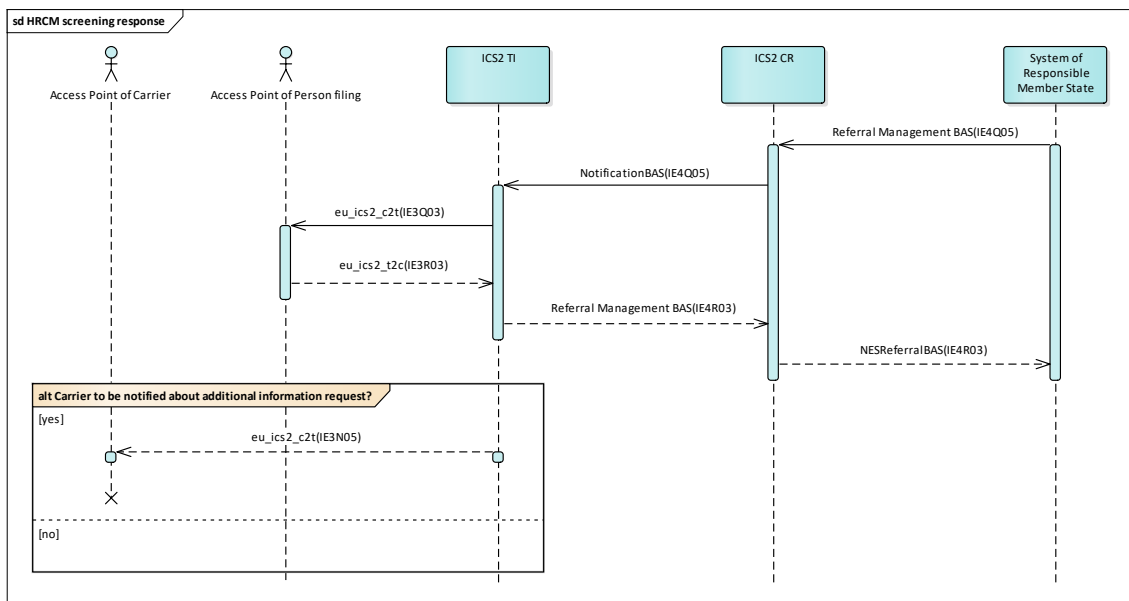 sd HRCM screening response
Access Point of Carrier
Access Point of Person filing
ICS2 TI
ICS2 CR
System of
Responsible
Member State
Referral Management BAS(IE4Q05)
NotificationBAS(IE4Q05)
eu_ics2_c2t(IE3Q03)
eu_ics2_t2c(IE3R03)
Referral Management BAS(IE4R03)
NESReferralBAS(IE4R03)
alt Carrier to be notified about additional information request?
[yes]
eu_ics2_c2t(IE3N05)
[no]